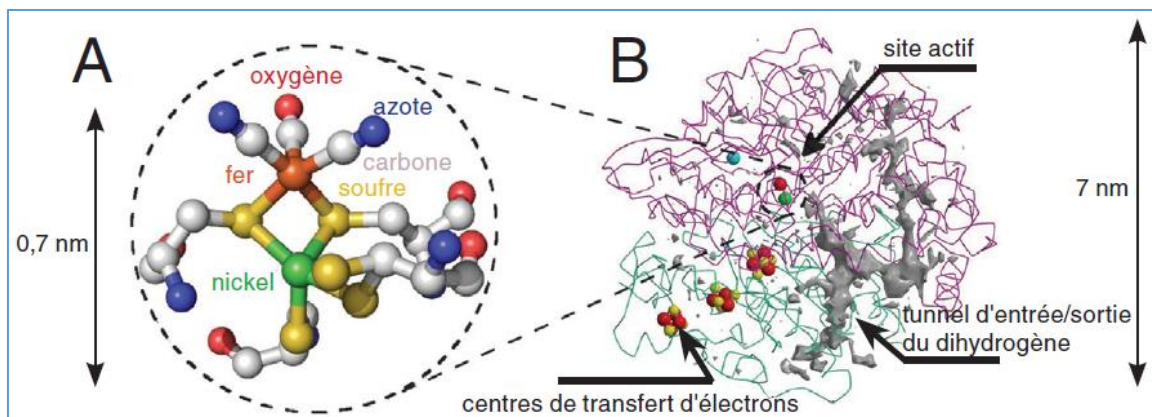 A
oxygène
azote
carbone
fer
soufre
nickel
0,7 nm
B
site actif
7 nm
tunnel d'entrée/sortie
du dihydrogène
centres de transfert d'électrons